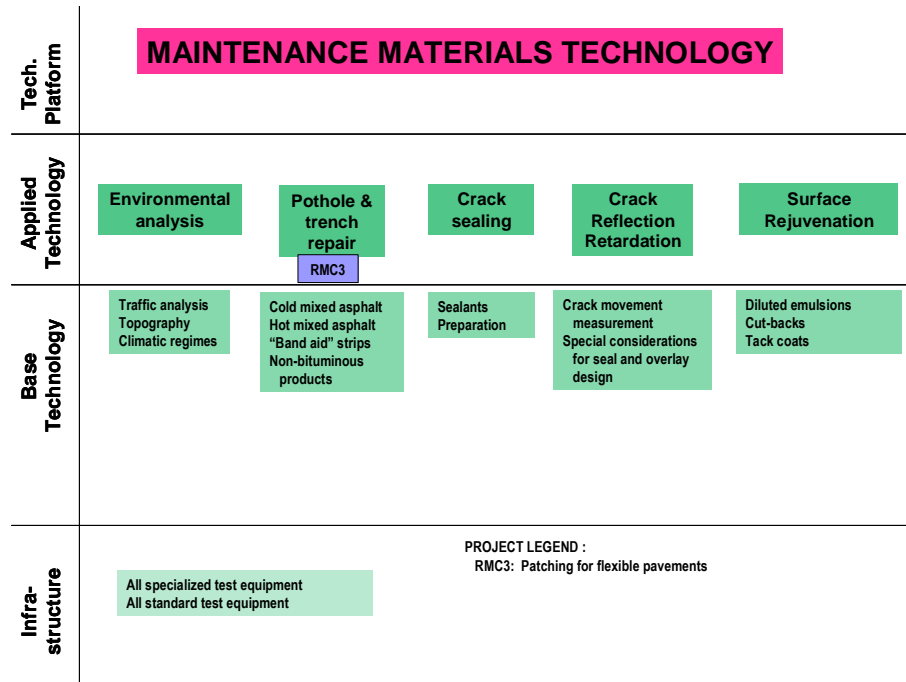 Tech.
Platform
MAINTENANCE MATERIALS TECHNOLOGY
Applied
Technology
Environmental
analysis
Pothole &
trench
repair
RMC3
Crack
sealing
Crack
Reflection
Retardation
Surface
Rejuvenation
Base
Technology
Traffic analysis
Topography
Climatic regimes
Cold mixed asphalt
Hot mixed asphalt
“Band aid” strips
Non-bituminous
products
Sealants
Preparation
Crack movement
measurement
Special considerations
for seal and overlay
design
Diluted emulsions
Cut-backs
Tack coats
Infra-
structure
All specialized test equipment
All standard test equipment
PROJECT LEGEND :
RMC3: Patching for flexible pavements